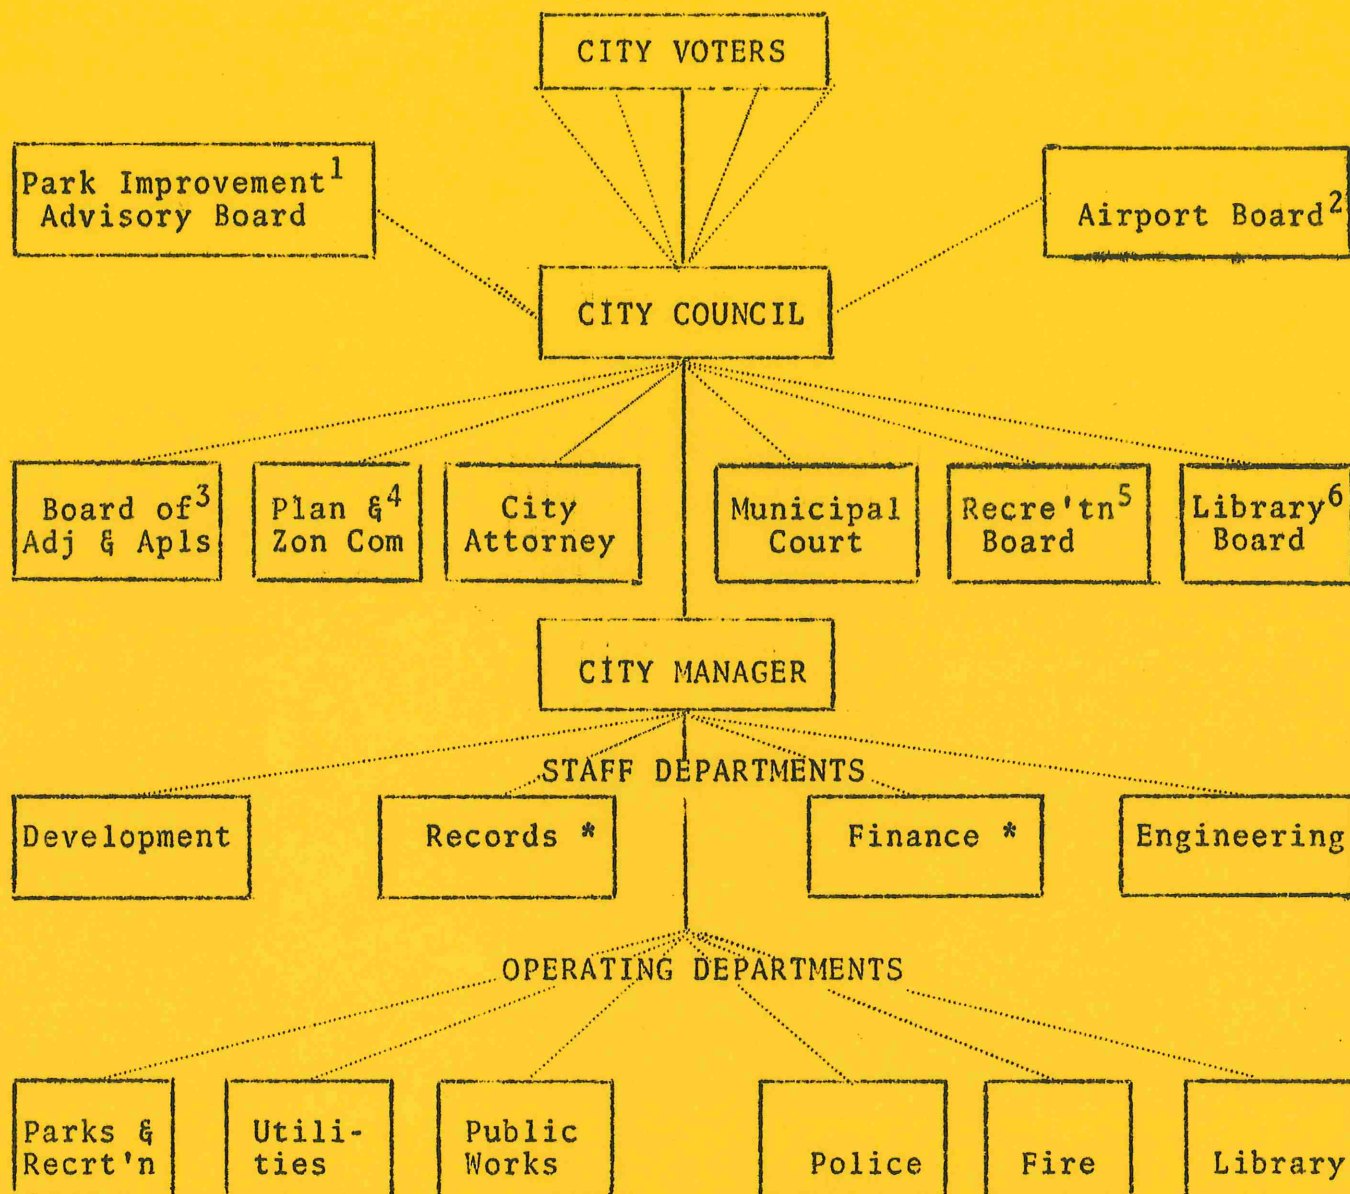 CITY VOTERS
Park Improvement¹
Advisory Board
Airport Board²
CITY COUNCIL
Board of³
Adj & Apls
Plan &⁴
Zon Com
City
Attorney
Municipal
Court
Recre'tn⁵
Board
Library⁶
Board
CITY MANAGER
STAFF DEPARTMENTS
Development
Records *
Finance *
Engineering
OPERATING DEPARTMENTS
Parks &
Recrt'n
Utili-
ties
Public
Works
Police
Fire
Library